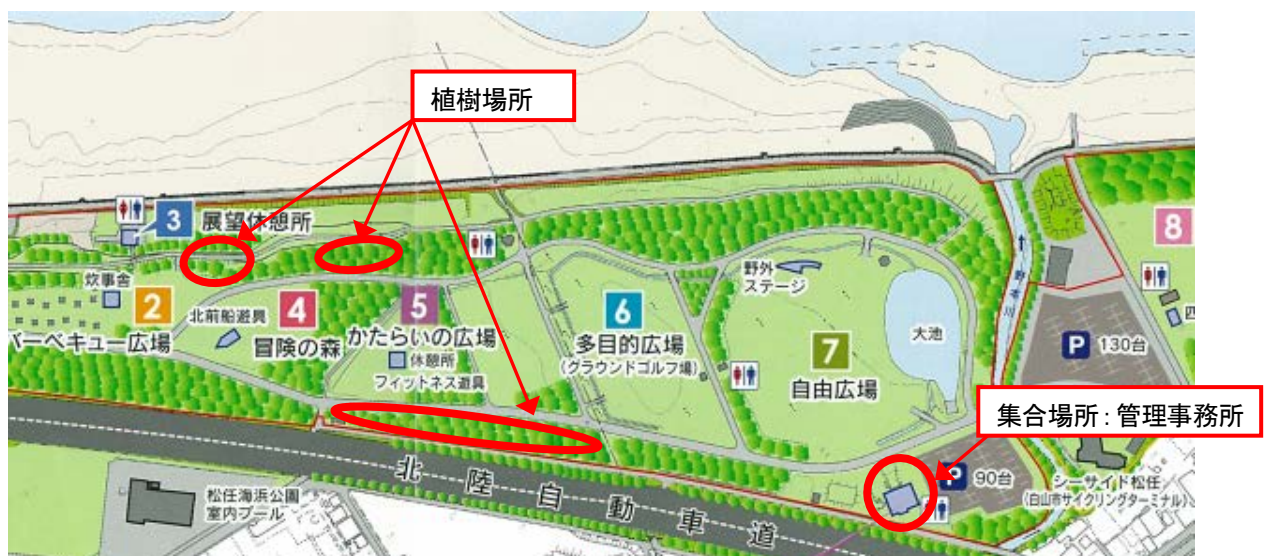 植樹場所
3
展望休憩所
8
炊事舎
2
バーベキュー広場
北前船遊具
4
冒険の森
5
かたらいの広場
休憩所
フィットネス遊具
6
多目的広場
(グラウンドゴルフ場)
野外
ステージ
7
自由広場
大池
P 130台
集合場所：管理事務所
P 90台
シーサイド松任
(白山市サイクリングターミナル)
北陸自動車道
松任海浜公園
室内プール